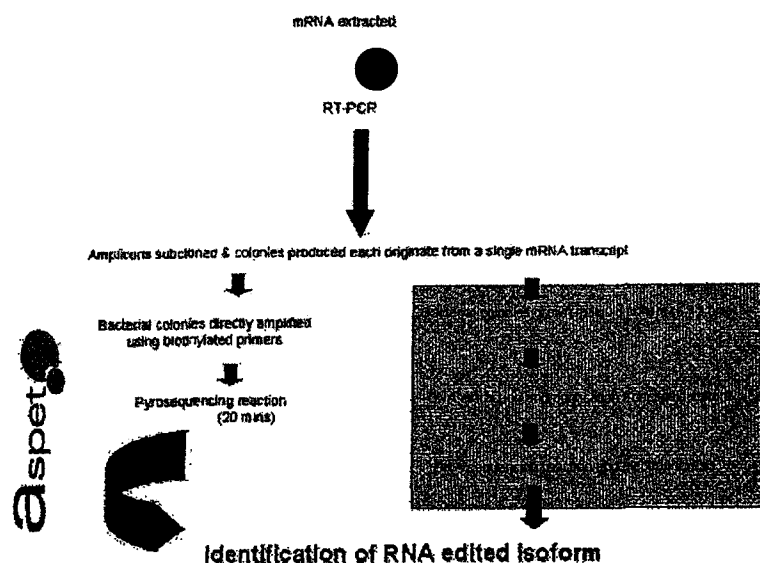 mRNA extracted
RT-PCR
Amplicons subcloned & colonies produced each originate from a single mRNA transcript
Bacterial colonies directly amplified
using biotinylated primers
Pyrosequencing reaction
(20 mins)
aspet
Identification of RNA edited isoform